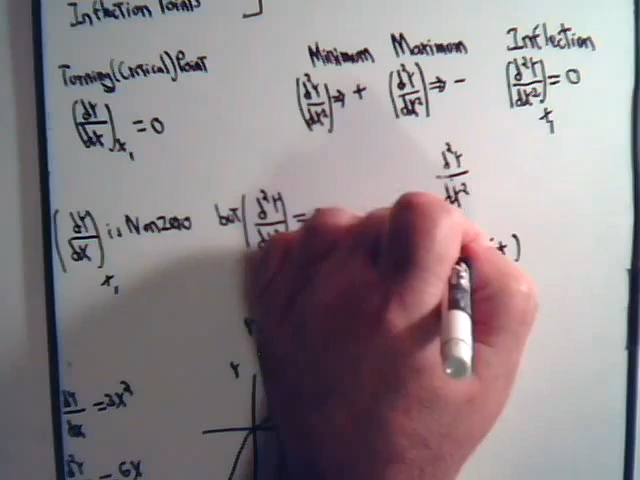 Inflection Points
Turning(Critical)Point
Minimum Maximum Inflection
(dY/dX)x₁ = 0
(d²Y/dX²) ⇒ +
(d²Y/dX²) ⇒ -
(d²Y/dX²)x₁ = 0
d²Y/dX²
(dY/dX)x₁ is Nonzero but (d²Y/dX²) =
Y
dY/dX = 3X²
d²Y = 6X